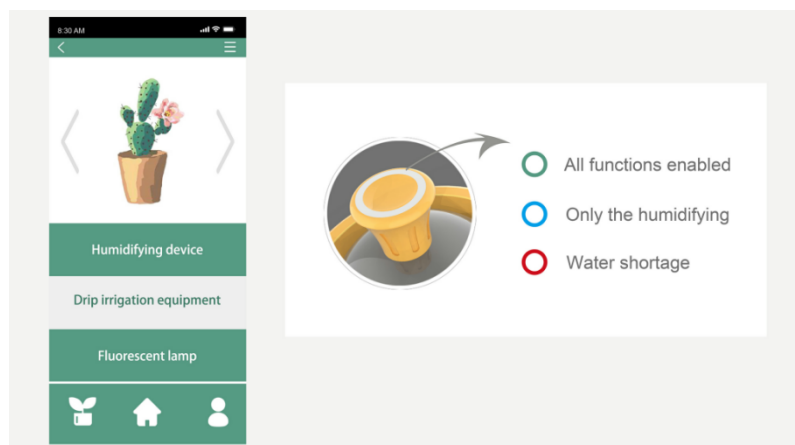 8:30 AM
Humidifying device
Drip irrigation equipment
Fluorescent lamp
All functions enabled
Only the humidifying
Water shortage